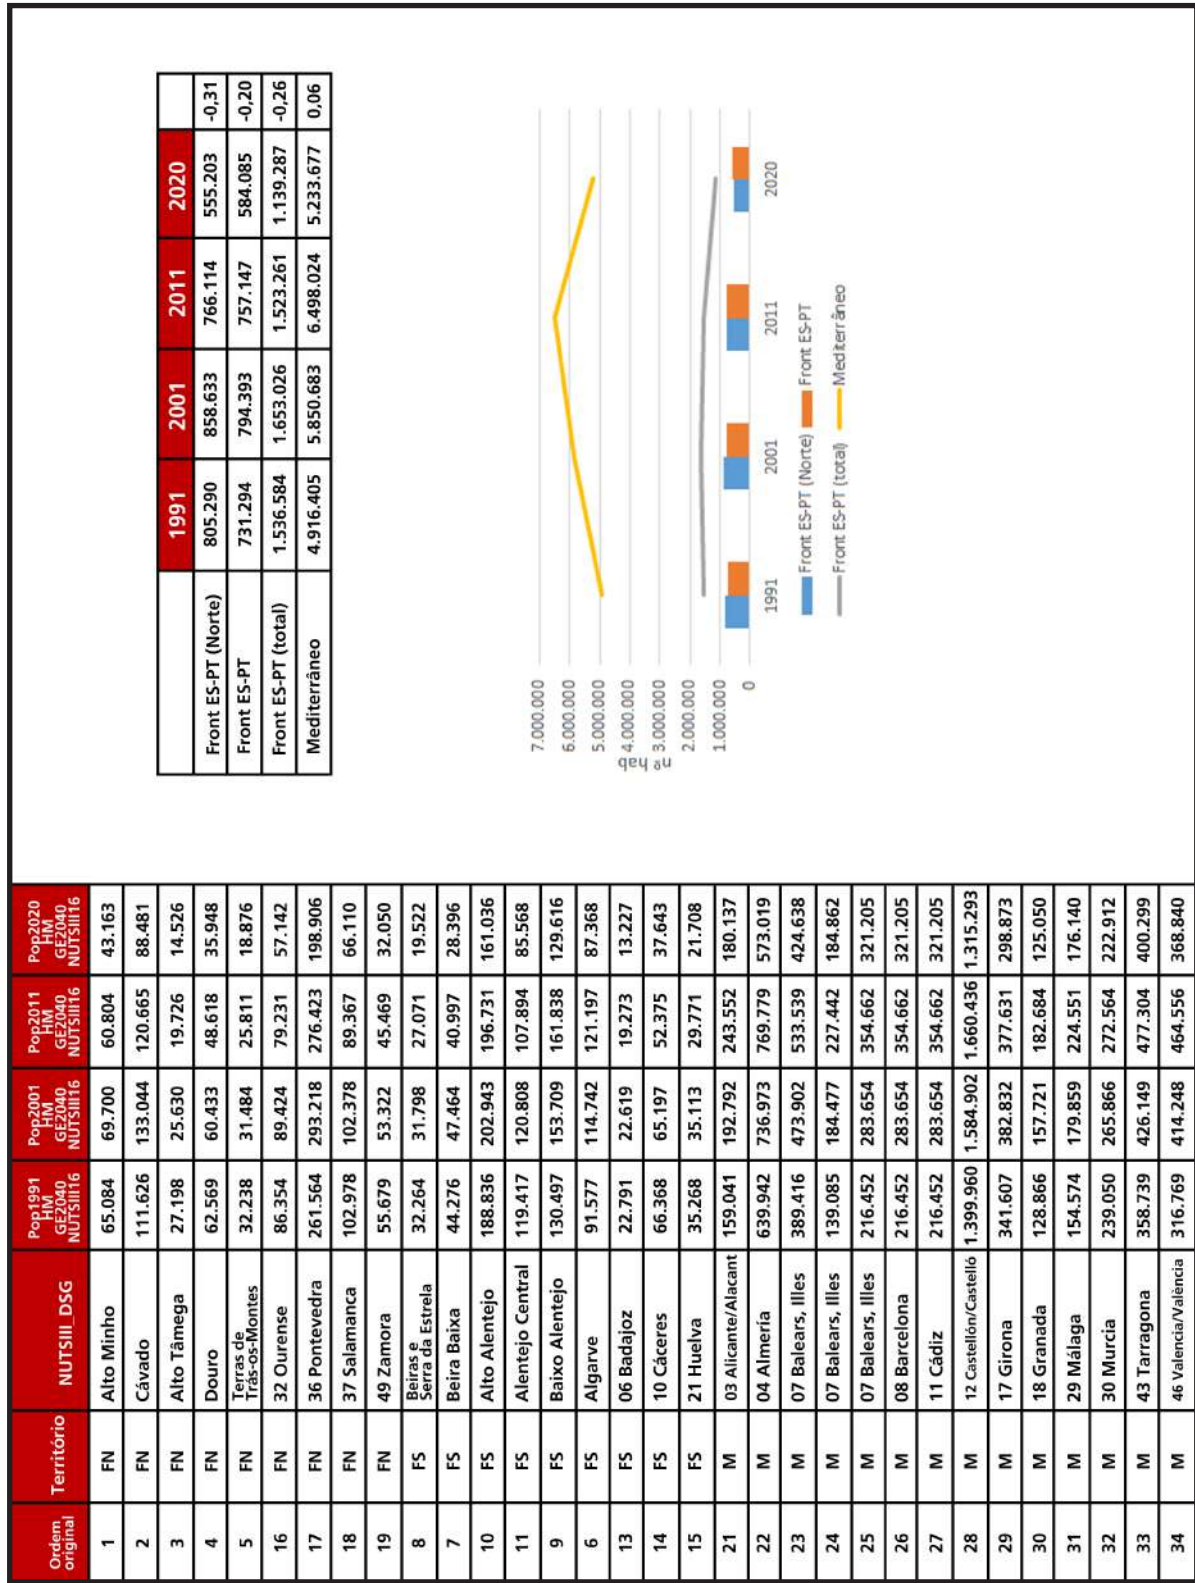 Ordem original Território NUTSIII_DSG Pop1991 HM GE2040 NUTSIII16 Pop2001 HM GE2040 NUTSIII16 Pop2011 HM GE2040 NUTSIII16 Pop2020 HM GE2040 NUTSIII16
1 FN Alto Minho 65.084 69.700 60.804 43.163
2 FN Cávado 111.626 133.044 120.665 88.481
3 FN Alto Tâmega 27.198 25.630 19.726 14.526
4 FN Douro 62.569 60.433 48.618 35.948
5 FN Terras de Trás-os-Montes 32.238 31.484 25.811 18.876
16 FN 32 Ourense 86.354 89.424 79.231 57.142
17 FN 36 Pontevedra 261.564 293.218 276.423 198.906
18 FN 37 Salamanca 102.978 102.378 89.367 66.110
19 FN 49 Zamora 55.679 53.322 45.469 32.050
8 FS Beiras e Serra da Estrela 32.264 31.798 27.071 19.522
7 FS Beira Baixa 44.276 47.464 40.997 28.396
10 FS Alto Alentejo 188.836 202.943 196.731 161.036
11 FS Alentejo Central 119.417 120.808 107.894 85.568
9 FS Baixo Alentejo 130.497 153.709 161.838 129.616
6 FS Algarve 91.577 114.742 121.197 87.368
13 FS 06 Badajoz 22.791 22.619 19.273 13.227
14 FS 10 Cáceres 66.368 65.197 52.375 37.643
15 FS 21 Huelva 35.268 35.113 29.771 21.708
21 M 03 Alicante/Alacant 159.041 192.792 243.552 180.137
22 M 04 Almería 639.942 736.973 769.779 573.019
23 M 07 Balears, Illes 389.416 473.902 533.539 424.638
24 M 07 Balears, Illes 139.085 184.477 227.442 184.862
25 M 07 Balears, Illes 216.452 283.654 354.662 321.205
26 M 08 Barcelona 216.452 283.654 354.662 321.205
27 M 11 Cádiz 216.452 283.654 354.662 321.205
28 M 12 Castellón/Castelló 1.399.960 1.584.902 1.660.436 1.315.293
29 M 17 Girona 341.607 382.832 377.631 298.873
30 M 18 Granada 128.866 157.721 182.684 125.050
31 M 29 Málaga 154.574 179.859 224.551 176.140
32 M 30 Murcia 239.050 265.866 272.564 222.912
33 M 43 Tarragona 358.739 426.149 477.304 400.299
34 M 46 Valencia/València 316.769 414.248 464.556 368.840
1991 2001 2011 2020
Front ES-PT (Norte) 805.290 858.633 766.114 555.203 -0,31
Front ES-PT 731.294 794.393 757.147 584.085 -0,20
Front ES-PT (total) 1.536.584 1.653.026 1.523.261 1.139.287 -0,26
Mediterrâneo 4.916.405 5.850.683 6.498.024 5.233.677 0,06
nº hab
7.000.000
6.000.000
5.000.000
4.000.000
3.000.000
2.000.000
1.000.000
0
1991 2001 2011 2020
Front ES-PT (Norte) Front ES-PT
Front ES-PT (total) Mediterrâneo